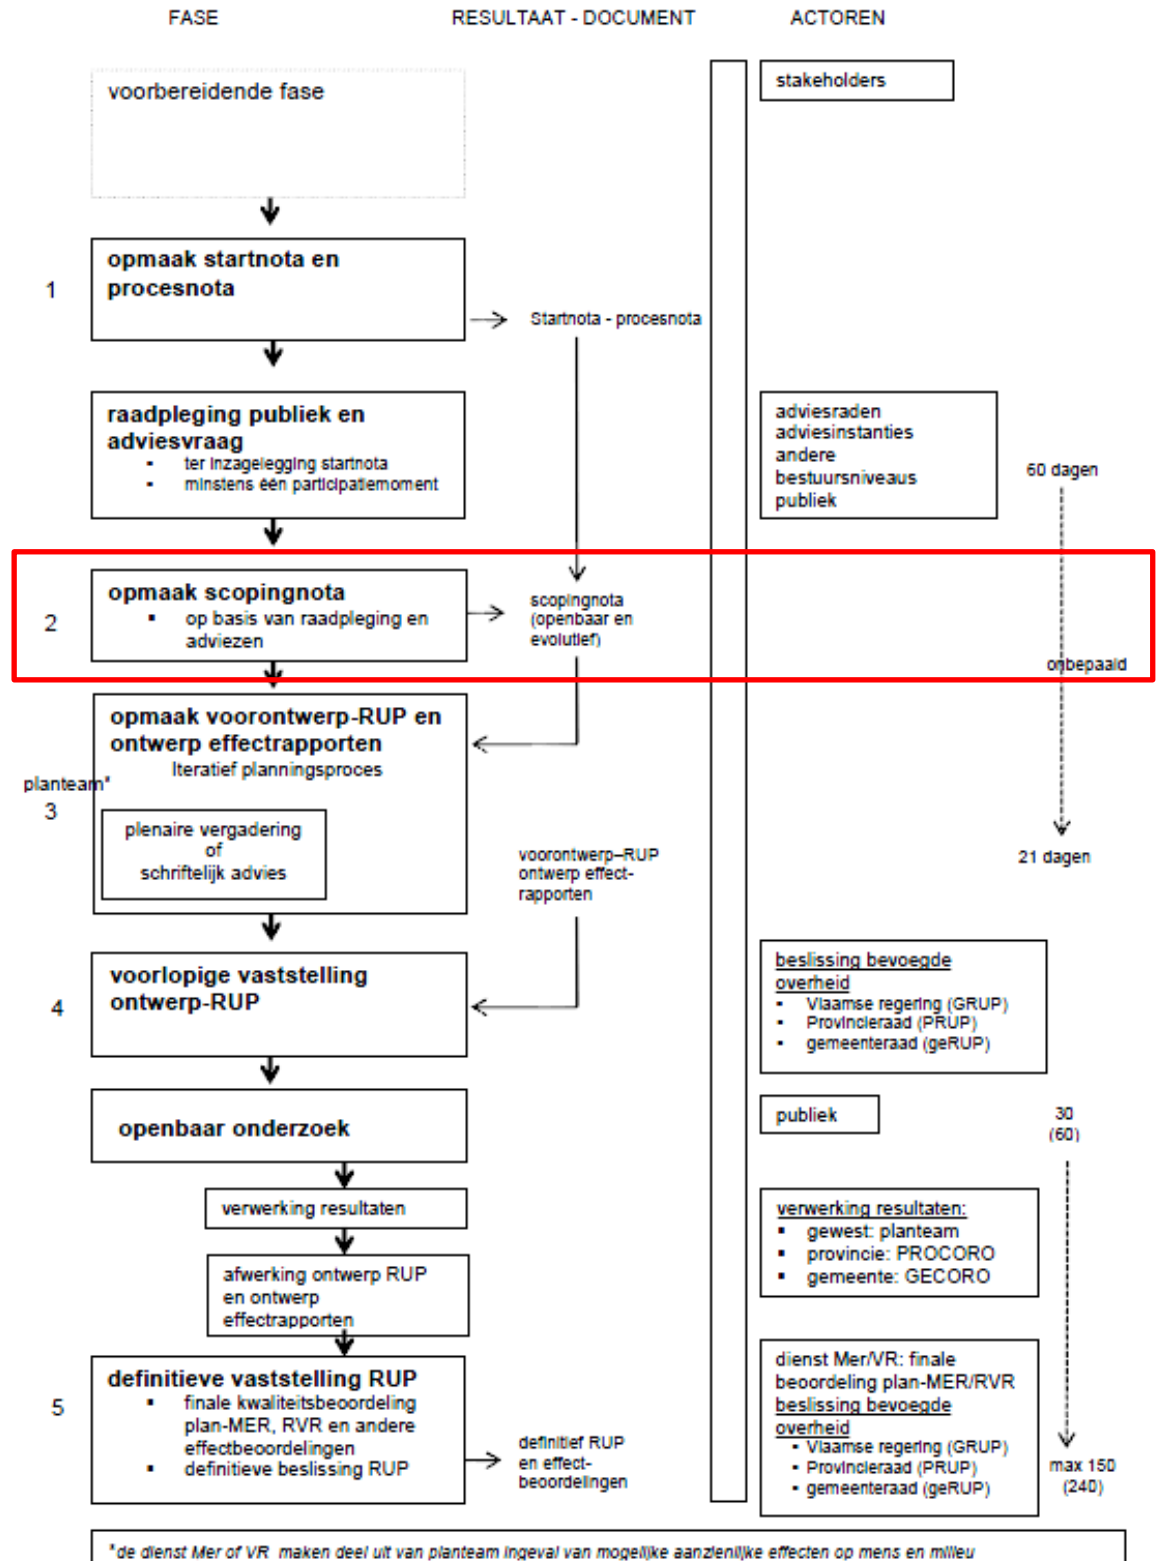 FASE
RESULTAAT - DOCUMENT
ACTOREN
voorbereidende fase
stakeholders
1
opmaak startnota en
procesnota
Startnota - procesnota
raadpleging publiek en
adviesvraag
▪ ter inzagelegging startnota
▪ minstens één participatiemoment
adviesraden
adviesinstanties
andere
bestuursniveaus
publiek
60 dagen
2
opmaak scopingnota
▪ op basis van raadpleging en
adviezen
scopingnota
(openbaar en
evolutief)
onbepaald
opmaak voorontwerp-RUP en
ontwerp effectrapporten
Iteratief planningsproces
planteam*
3
plenaire vergadering
of
schriftelijk advies
voorontwerp–RUP
ontwerp effect-
rapporten
21 dagen
4
voorlopige vaststelling
ontwerp-RUP
beslissing bevoegde
overheid
▪ Vlaamse regering (GRUP)
▪ Provincieraad (PRUP)
▪ gemeenteraad (geRUP)
openbaar onderzoek
publiek
30
(60)
verwerking resultaten
verwerking resultaten:
▪ gewest: planteam
▪ provincie: PROCORO
▪ gemeente: GECORO
afwerking ontwerp RUP
en ontwerp
effectrapporten
5
definitieve vaststelling RUP
▪ finale kwaliteitsbeoordeling
plan-MER, RVR en andere
effectbeoordelingen
▪ definitieve beslissing RUP
definitief RUP
en effect-
beoordelingen
dienst Mer/VR: finale
beoordeling plan-MER/RVR
beslissing bevoegde
overheid
▪ Vlaamse regering (GRUP)
▪ Provincieraad (PRUP)
▪ gemeenteraad (geRUP)
max 150
(240)
*de dienst Mer of VR maken deel uit van planteam ingeval van mogelijke aanzienlijke effecten op mens en milieu